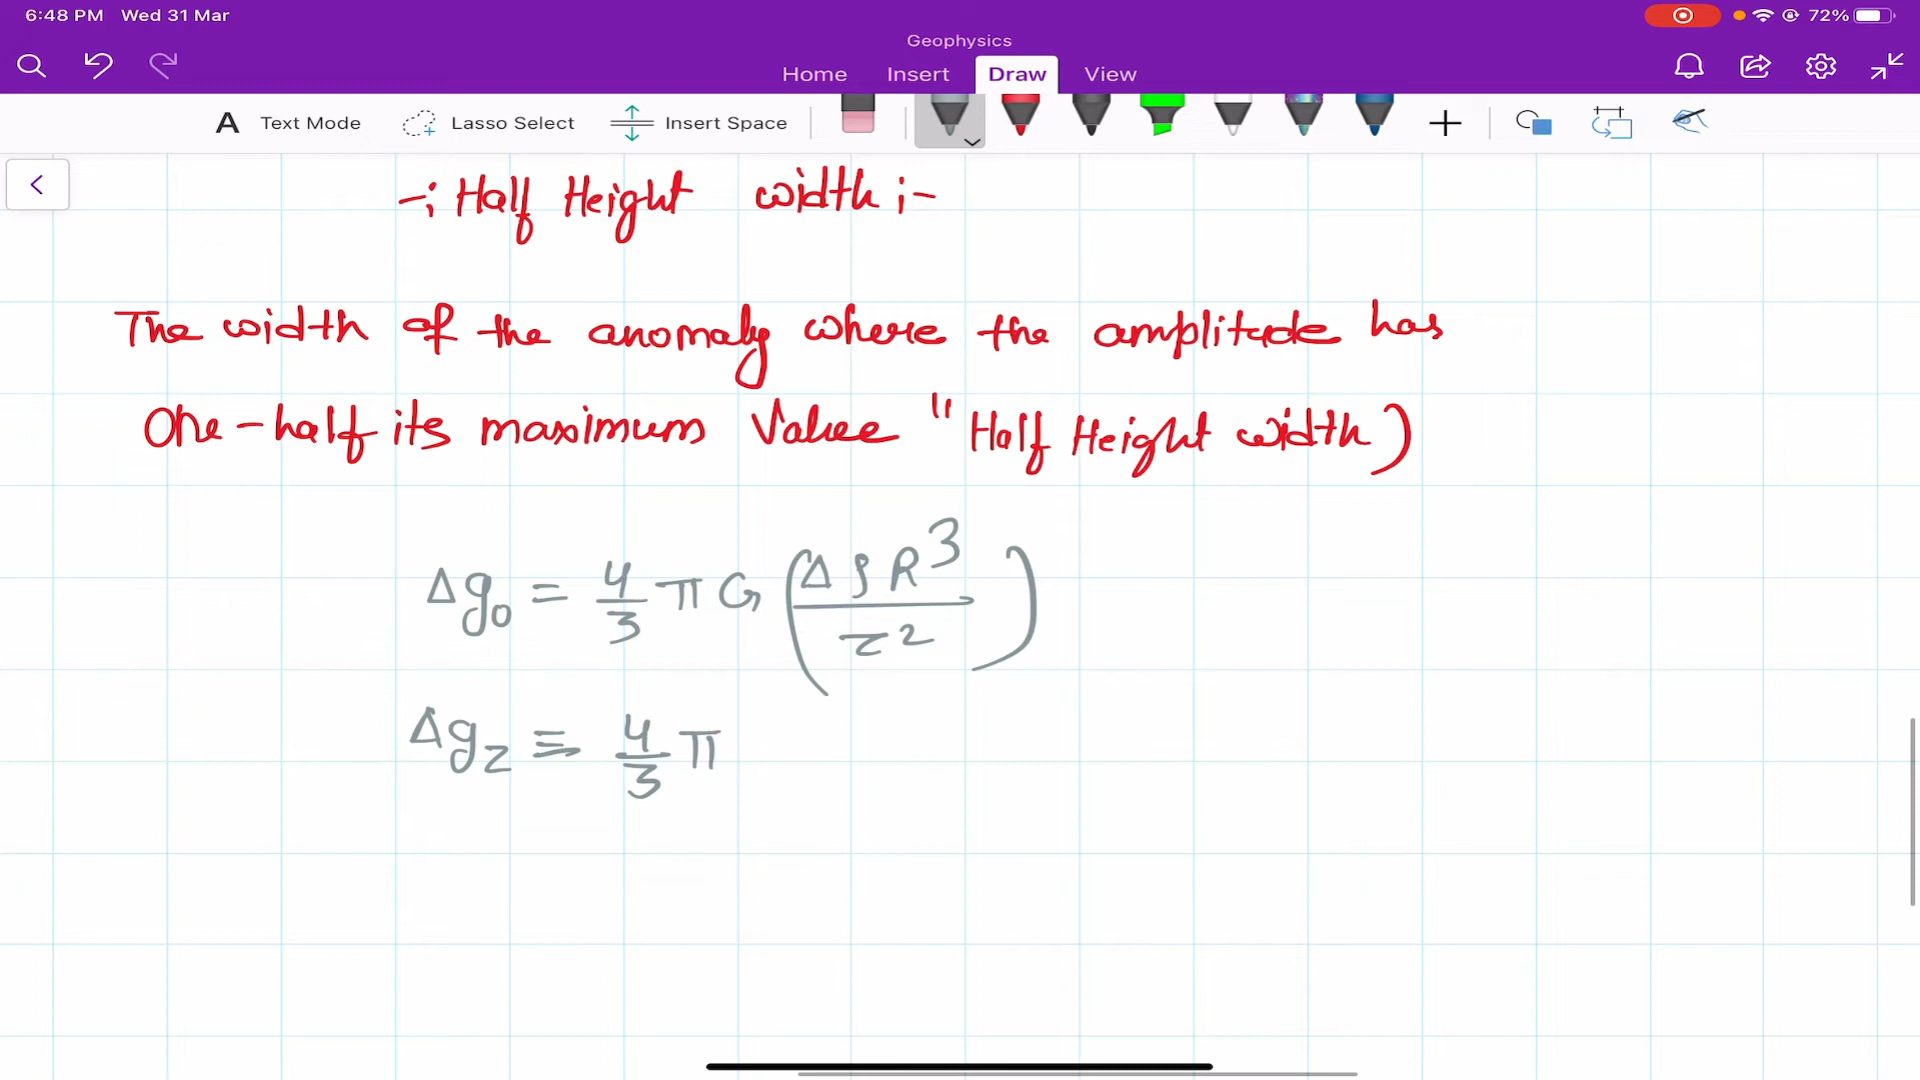 6:48 PM Wed 31 Mar
72%
Geophysics
Home Insert Draw View
A Text Mode Lasso Select Insert Space
-: Half Height width :-
The width of the anomaly where the amplitude has
One-half its maximum Value "Half Height width)
Δg₀ = 4/3 π G (Δ ρ R³ / z²)
Δg_z = 4/3 π